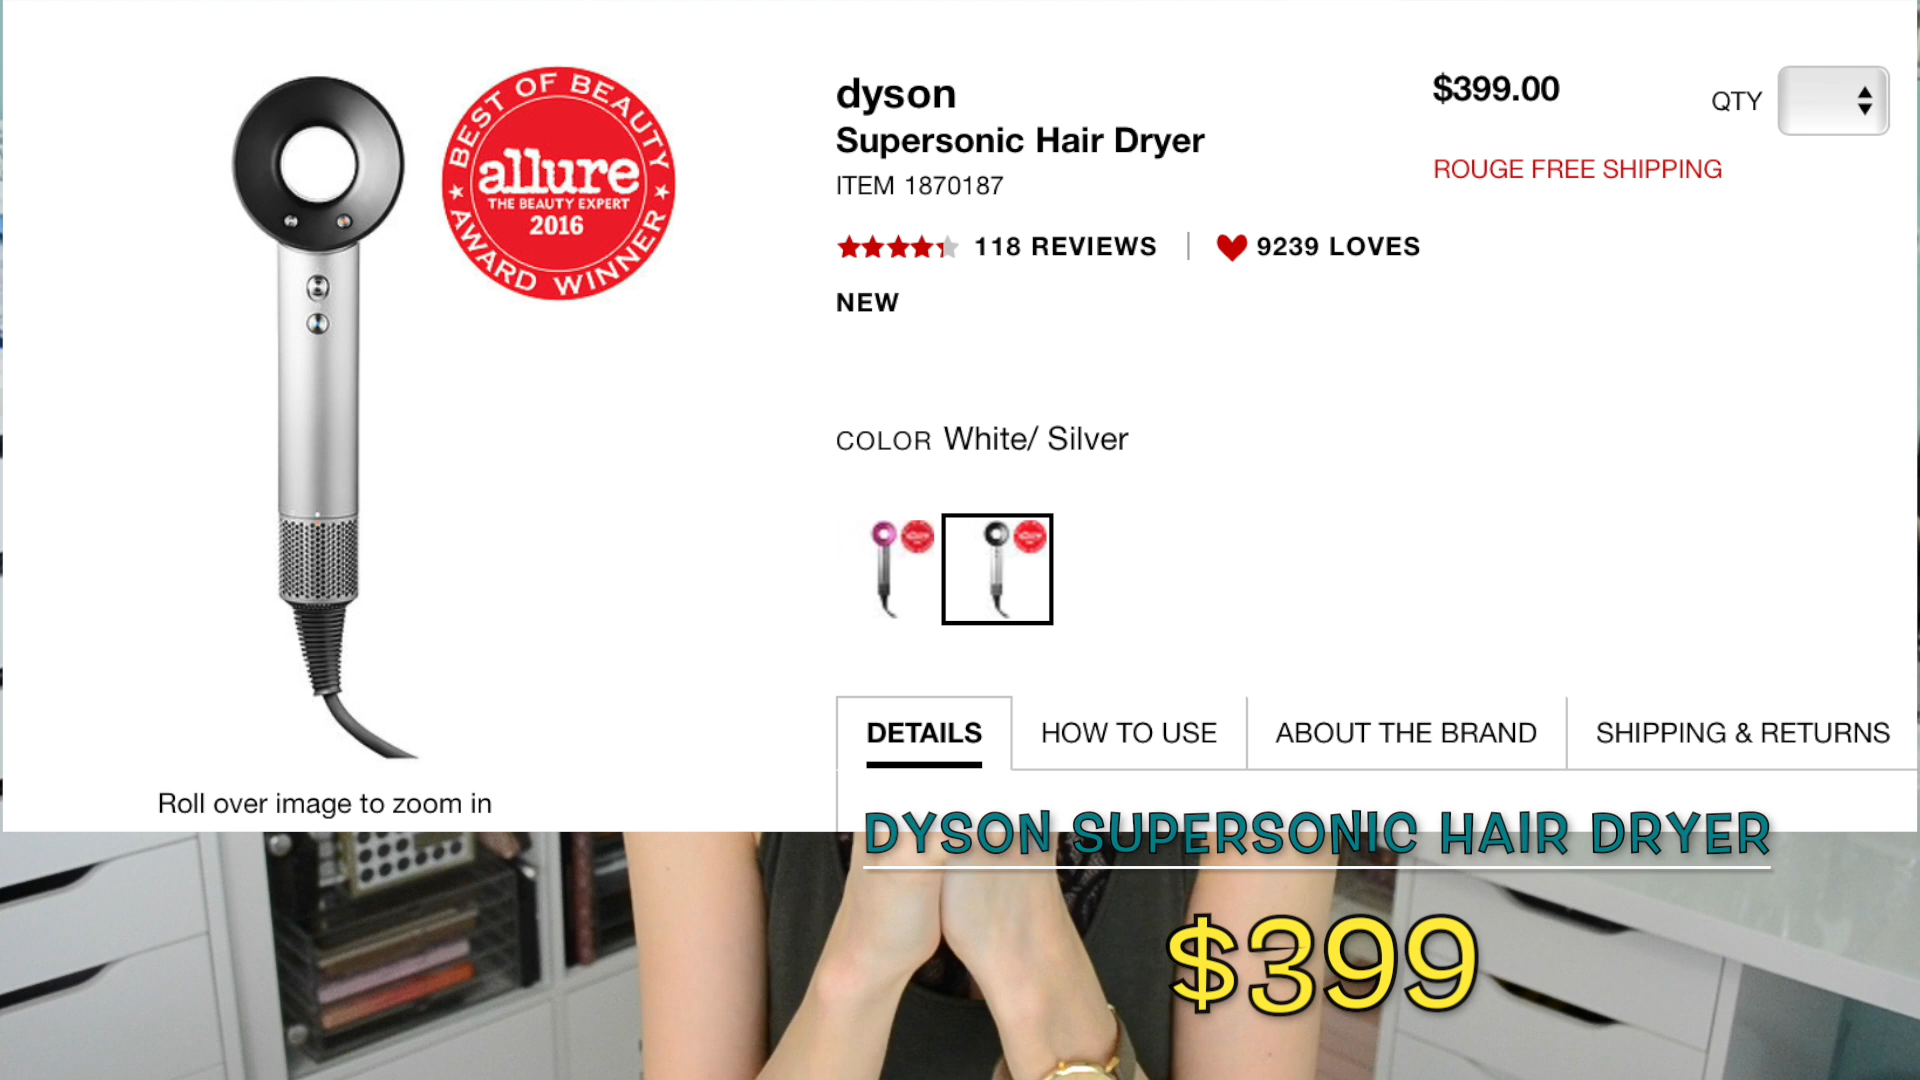 BEST OF BEAUTY
allure
THE BEAUTY EXPERT
2016
AWARD WINNER
dyson
Supersonic Hair Dryer
ITEM 1870187
118 REVIEWS
9239 LOVES
NEW
$399.00
QTY
ROUGE FREE SHIPPING
COLOR White/ Silver
DETAILS
HOW TO USE
ABOUT THE BRAND
SHIPPING & RETURNS
Roll over image to zoom in
DYSON SUPERSONIC HAIR DRYER
$399